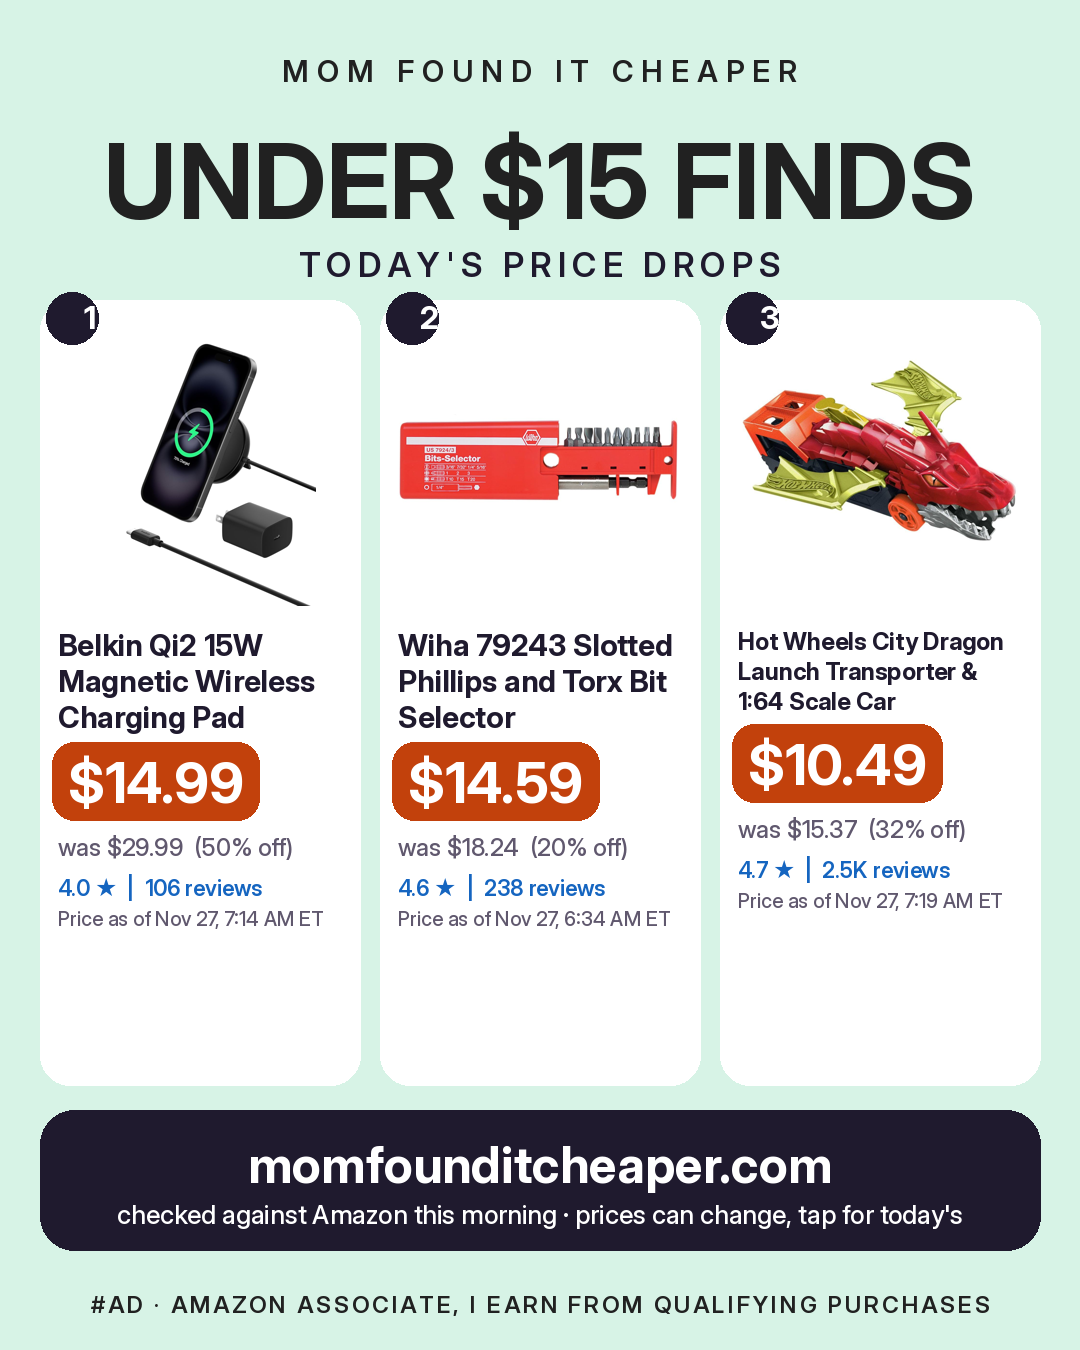 MOM FOUND IT CHEAPER
UNDER $15 FINDS
TODAY'S PRICE DROPS
1
Belkin Qi2 15W
Magnetic Wireless
Charging Pad
$14.99
was $29.99 (50% off)
4.0 ★ | 106 reviews
Price as of Nov 27, 7:14 AM ET
2
US 7924/3
Bits-Selector
Wiha 79243 Slotted
Phillips and Torx Bit
Selector
$14.59
was $18.24 (20% off)
4.6 ★ | 238 reviews
Price as of Nov 27, 6:34 AM ET
3
Hot Wheels City Dragon
Launch Transporter &
1:64 Scale Car
$10.49
was $15.37 (32% off)
4.7 ★ | 2.5K reviews
Price as of Nov 27, 7:19 AM ET
momfounditcheaper.com
checked against Amazon this morning · prices can change, tap for today's
#AD · AMAZON ASSOCIATE, I EARN FROM QUALIFYING PURCHASES